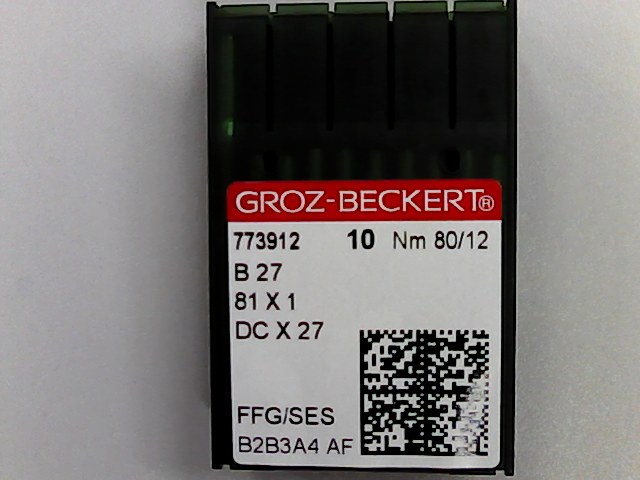 GROZ-BECKERT®
773912 10 Nm 80/12
B 27
81 X 1
DC X 27
FFG/SES
B2B3A4 AF